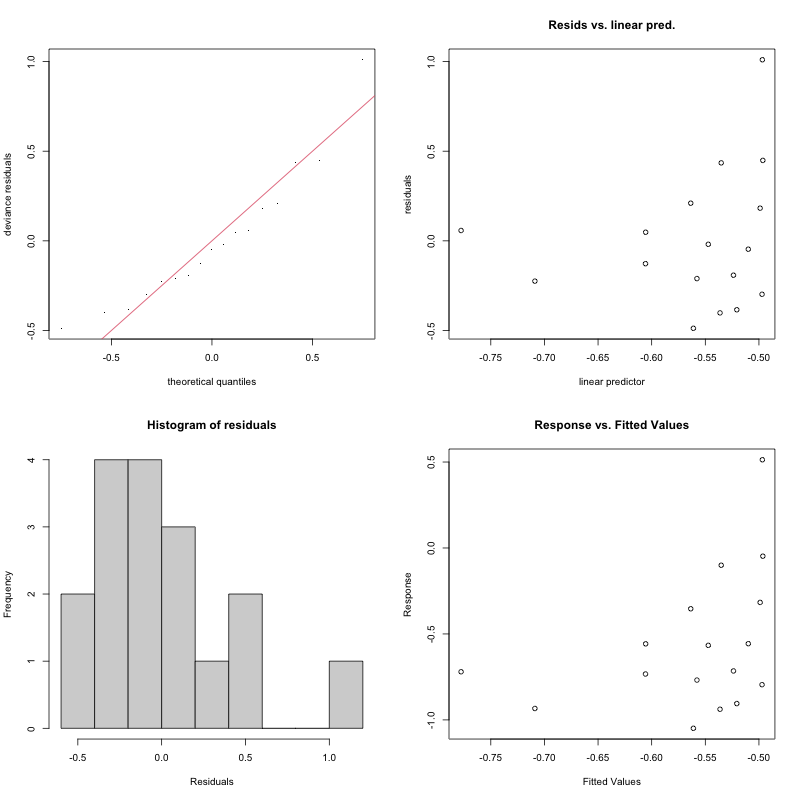 1.0
0.5
0.0
-0.5
deviance residuals
-0.5 0.0 0.5
theoretical quantiles
Resids vs. linear pred.
1.0
0.5
0.0
-0.5
residuals
-0.75 -0.70 -0.65 -0.60 -0.55 -0.50
linear predictor
Histogram of residuals
4
3
2
1
0
Frequency
-0.5 0.0 0.5 1.0
Residuals
Response vs. Fitted Values
0.5
0.0
-0.5
-1.0
Response
-0.75 -0.70 -0.65 -0.60 -0.55 -0.50
Fitted Values